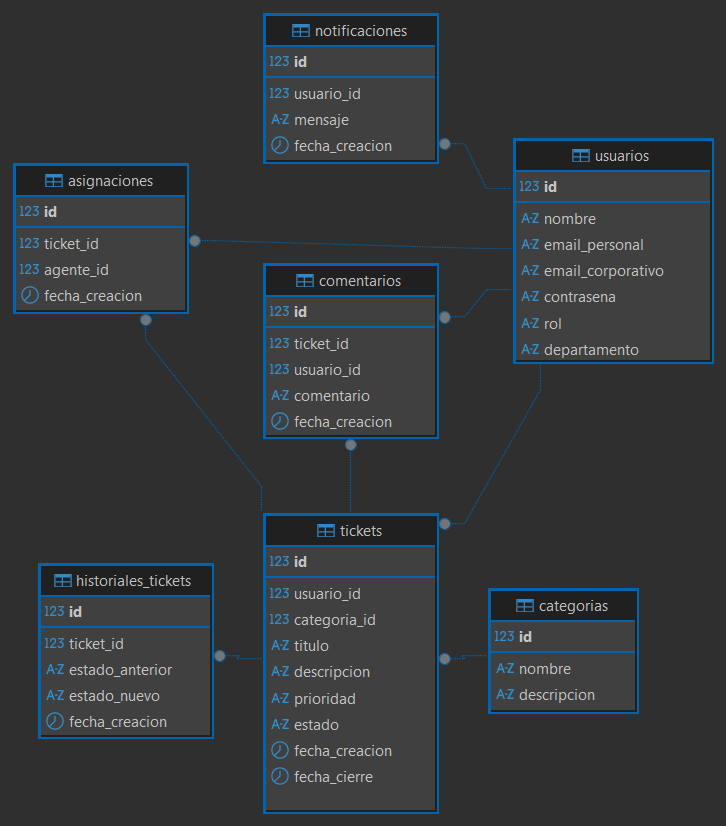 notificaciones
123 id
123 usuario_id
A-Z mensaje
fecha_creacion
usuarios
123 id
A-Z nombre
A-Z email_personal
A-Z email_corporativo
A-Z contrasena
A-Z rol
A-Z departamento
asignaciones
123 id
123 ticket_id
123 agente_id
fecha_creacion
comentarios
123 id
123 ticket_id
123 usuario_id
A-Z comentario
fecha_creacion
tickets
123 id
123 usuario_id
123 categoria_id
A-Z titulo
A-Z descripcion
A-Z prioridad
A-Z estado
fecha_creacion
fecha_cierre
historiales_tickets
123 id
123 ticket_id
A-Z estado_anterior
A-Z estado_nuevo
fecha_creacion
categorias
123 id
A-Z nombre
A-Z descripcion